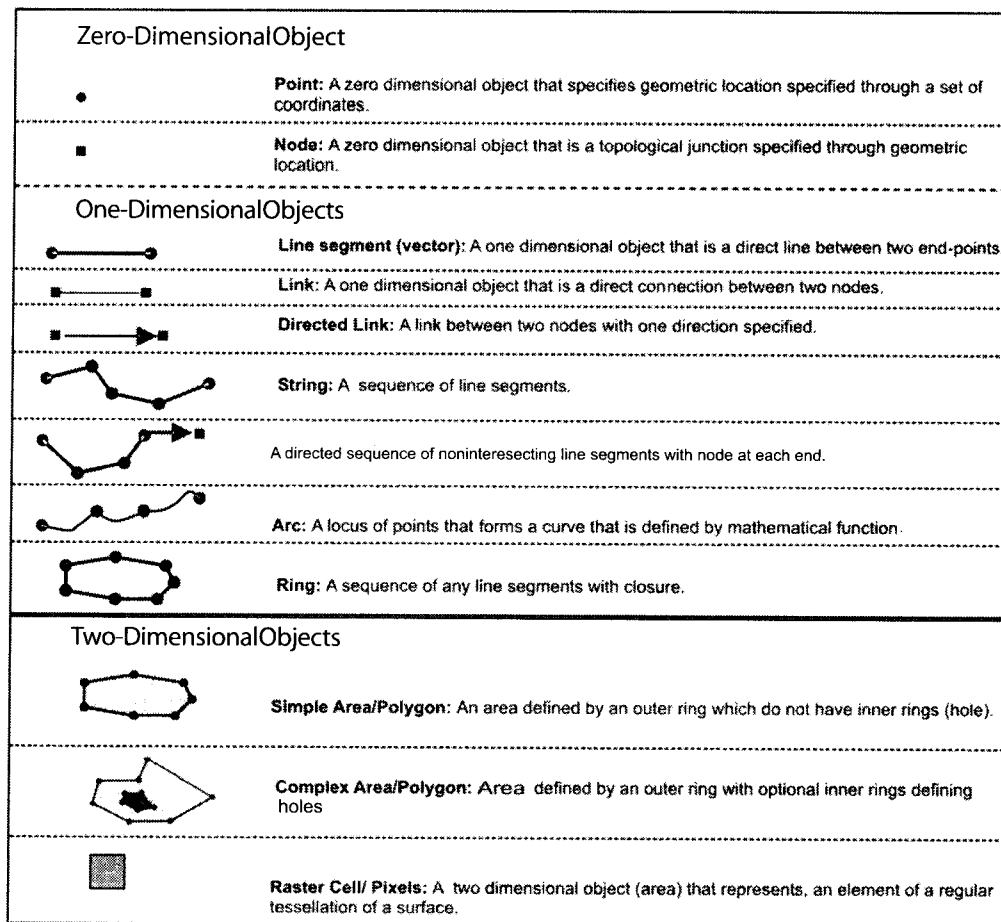 Zero-DimensionalObject
Point: A zero dimensional object that specifies geometric location specified through a set of
coordinates.
Node: A zero dimensional object that is a topological junction specified through geometric
location.
One-DimensionalObjects
Line segment (vector): A one dimensional object that is a direct line between two end-points
Link: A one dimensional object that is a direct connection between two nodes.
Directed Link: A link between two nodes with one direction specified.
String: A sequence of line segments.
A directed sequence of noninteresecting line segments with node at each end.
Arc: A locus of points that forms a curve that is defined by mathematical function.
Ring: A sequence of any line segments with closure.
Two-DimensionalObjects
Simple Area/Polygon: An area defined by an outer ring which do not have inner rings (hole).
Complex Area/Polygon: Area defined by an outer ring with optional inner rings defining
holes
Raster Cell/ Pixels: A two dimensional object (area) that represents, an element of a regular
tessellation of a surface.